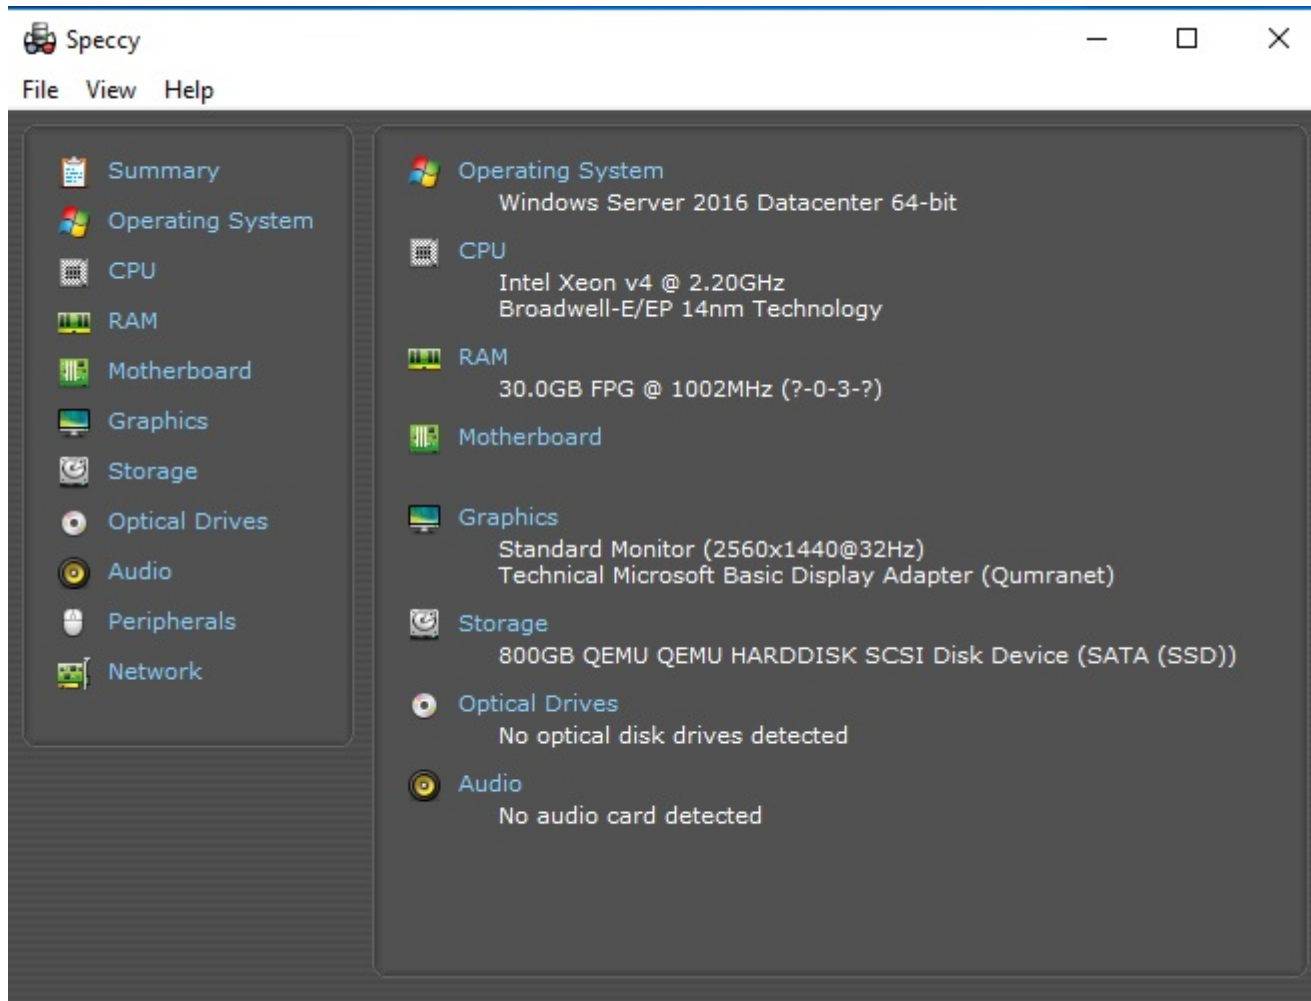 Speccy
File View Help
Summary
Operating System
CPU
RAM
Motherboard
Graphics
Storage
Optical Drives
Audio
Peripherals
Network
Operating System
Windows Server 2016 Datacenter 64-bit
CPU
Intel Xeon v4 @ 2.20GHz
Broadwell-E/EP 14nm Technology
RAM
30.0GB FPG @ 1002MHz (?-0-3-?)
Motherboard
Graphics
Standard Monitor (2560x1440@32Hz)
Technical Microsoft Basic Display Adapter (Qumranet)
Storage
800GB QEMU QEMU HARDDISK SCSI Disk Device (SATA (SSD))
Optical Drives
No optical disk drives detected
Audio
No audio card detected